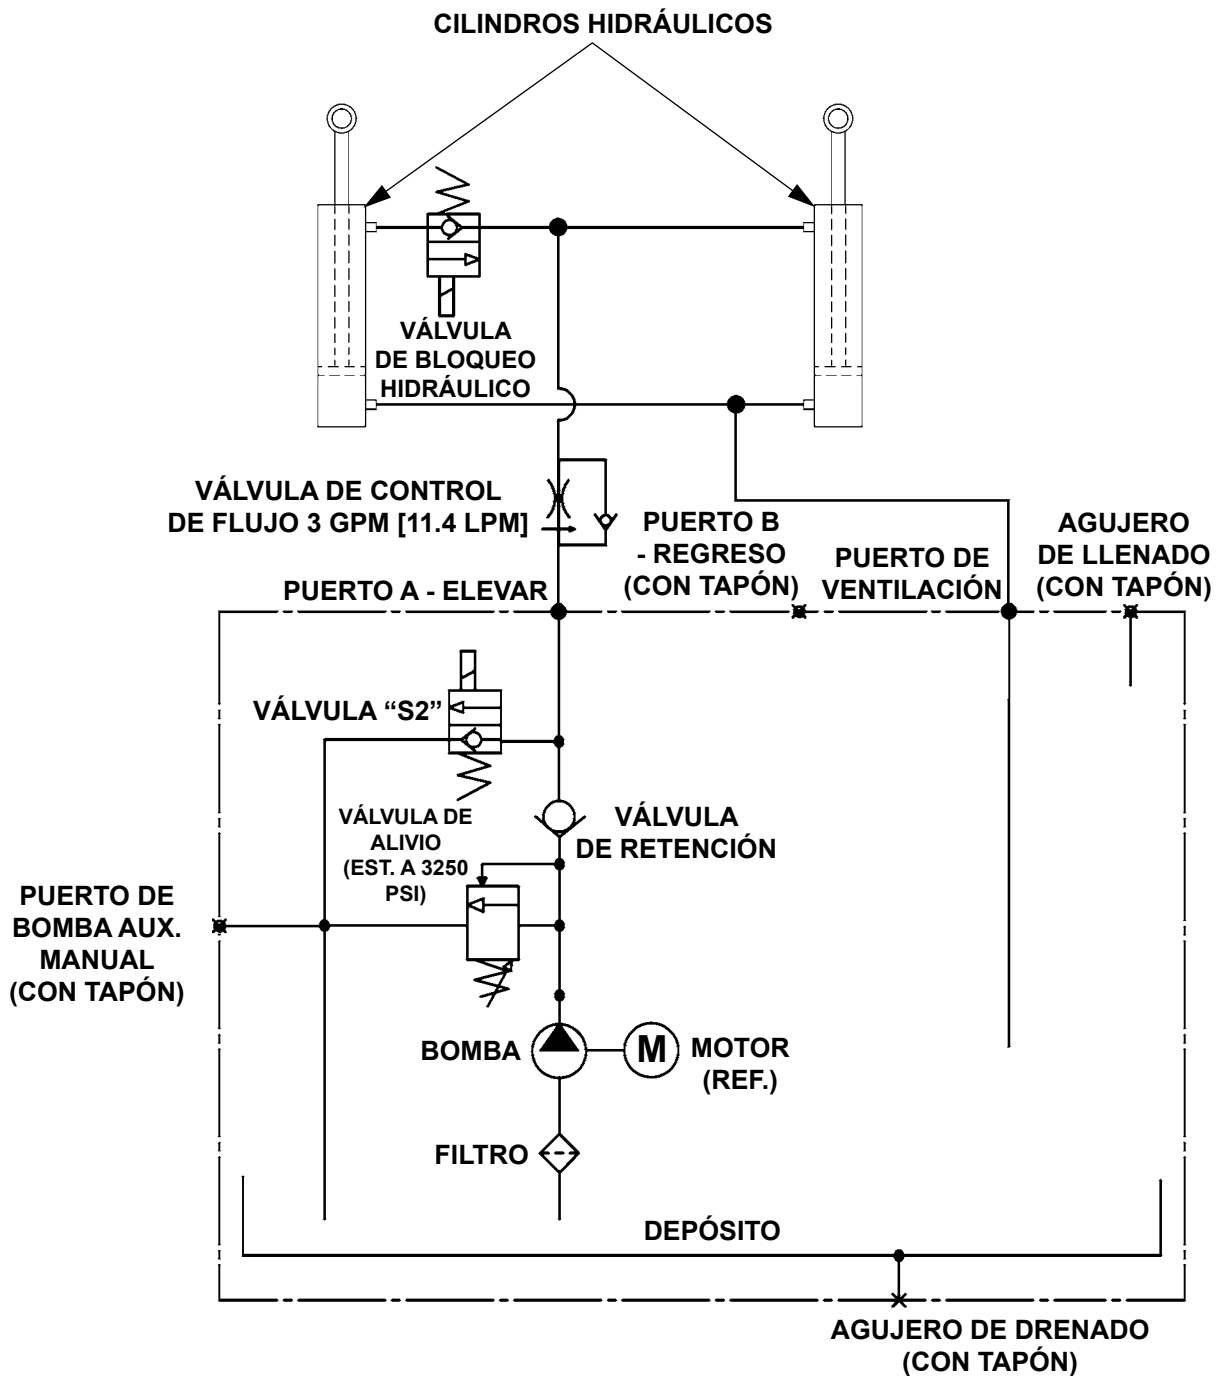 CILINDROS HIDRÁULICOS
VÁLVULA
DE BLOQUEO
HIDRÁULICO
VÁLVULA DE CONTROL
DE FLUJO 3 GPM [11.4 LPM]
PUERTO B
- REGRESO
(CON TAPÓN)
PUERTO DE
VENTILACIÓN
AGUJERO
DE LLENADO
(CON TAPÓN)
PUERTO A - ELEVAR
VÁLVULA “S2”
VÁLVULA DE
ALIVIO
(EST. A 3250
PSI)
VÁLVULA
DE RETENCIÓN
PUERTO DE
BOMBA AUX.
MANUAL
(CON TAPÓN)
BOMBA
M
MOTOR
(REF.)
FILTRO
DEPÓSITO
AGUJERO DE DRENADO
(CON TAPÓN)